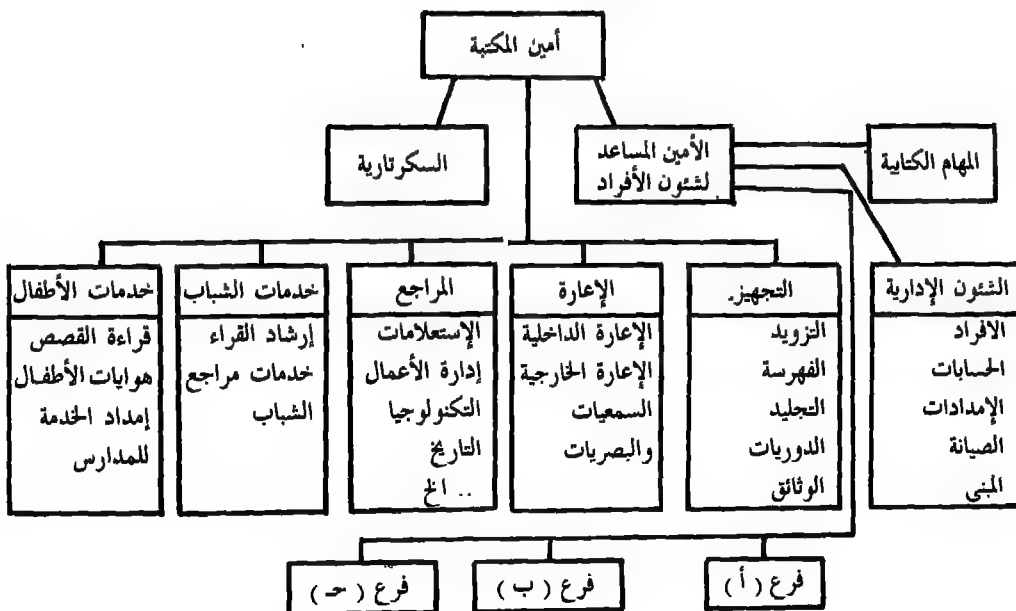 أمين المكتبة
الأمين المساعد
لشئون الأفراد
السكرتارية
المهام الكتابية
الشئون الإدارية
الافراد
الحسابات
الإمدادات
الصيانة
المبنى
التجهيز
التزويد
الفهرسة
التجليد
الدوريات
الوثائق
الإعارة
الإعارة الداخلية
الإعارة الخارجية
السمعيات
والبصريات
المراجع
الإستعلامات
إدارة الأعمال
التكنولوجيا
التاريخ
.. الخ
خدمات الشباب
إرشاد القراء
خدمات مراجع
الشباب
خدمات الأطفال
قراءة القصص
هوايات الأطفال
إمداد الخدمة
للمدارس
فرع ( أ )
فرع ( ب )
فرع ( حـ )